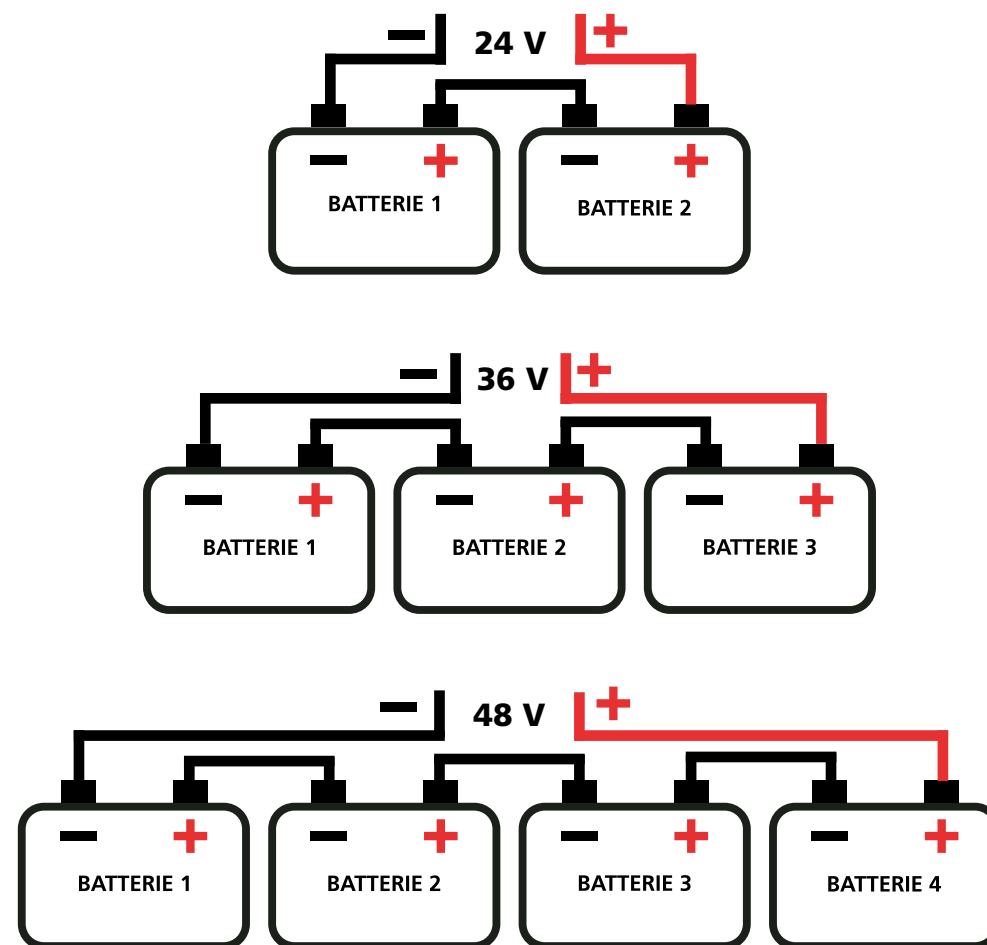 − 24 V +
− + − +
BATTERIE 1 BATTERIE 2
− 36 V +
− + − + − +
BATTERIE 1 BATTERIE 2 BATTERIE 3
− 48 V +
− + − + − + − +
BATTERIE 1 BATTERIE 2 BATTERIE 3 BATTERIE 4